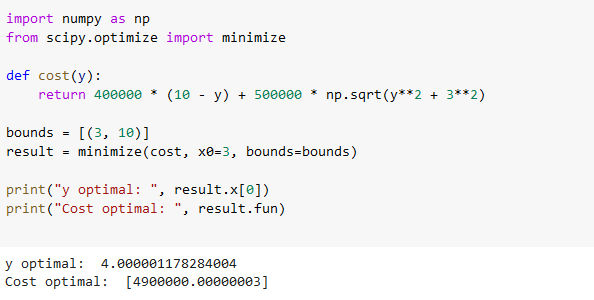 import numpy as np
from scipy.optimize import minimize
def cost(y):
    return 400000 * (10 - y) + 500000 * np.sqrt(y**2 + 3**2)
bounds = [(3, 10)]
result = minimize(cost, x0=3, bounds=bounds)
print("y optimal: ", result.x[0])
print("Cost optimal: ", result.fun)
y optimal:  4.000001178284004
Cost optimal:  [4900000.00000003]